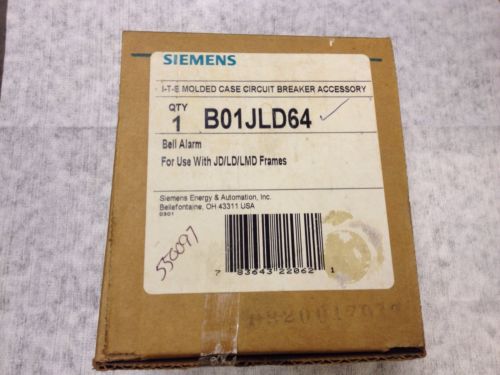 SIEMENS
I-T-E MOLDED CASE CIRCUIT BREAKER ACCESSORY
QTY
1 B01JLD64
Bell Alarm
For Use With JD/LD/LMD Frames
Siemens Energy & Automation, Inc.
Bellefontaine, OH 43311 USA
0301
550097
7 83643 22062 1